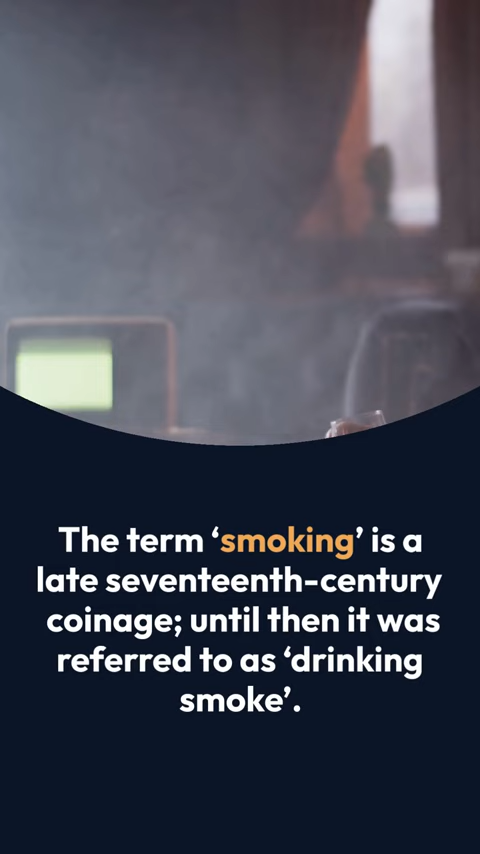 The term ‘smoking’ is a
late seventeenth-century
coinage; until then it was
referred to as ‘drinking
smoke’.